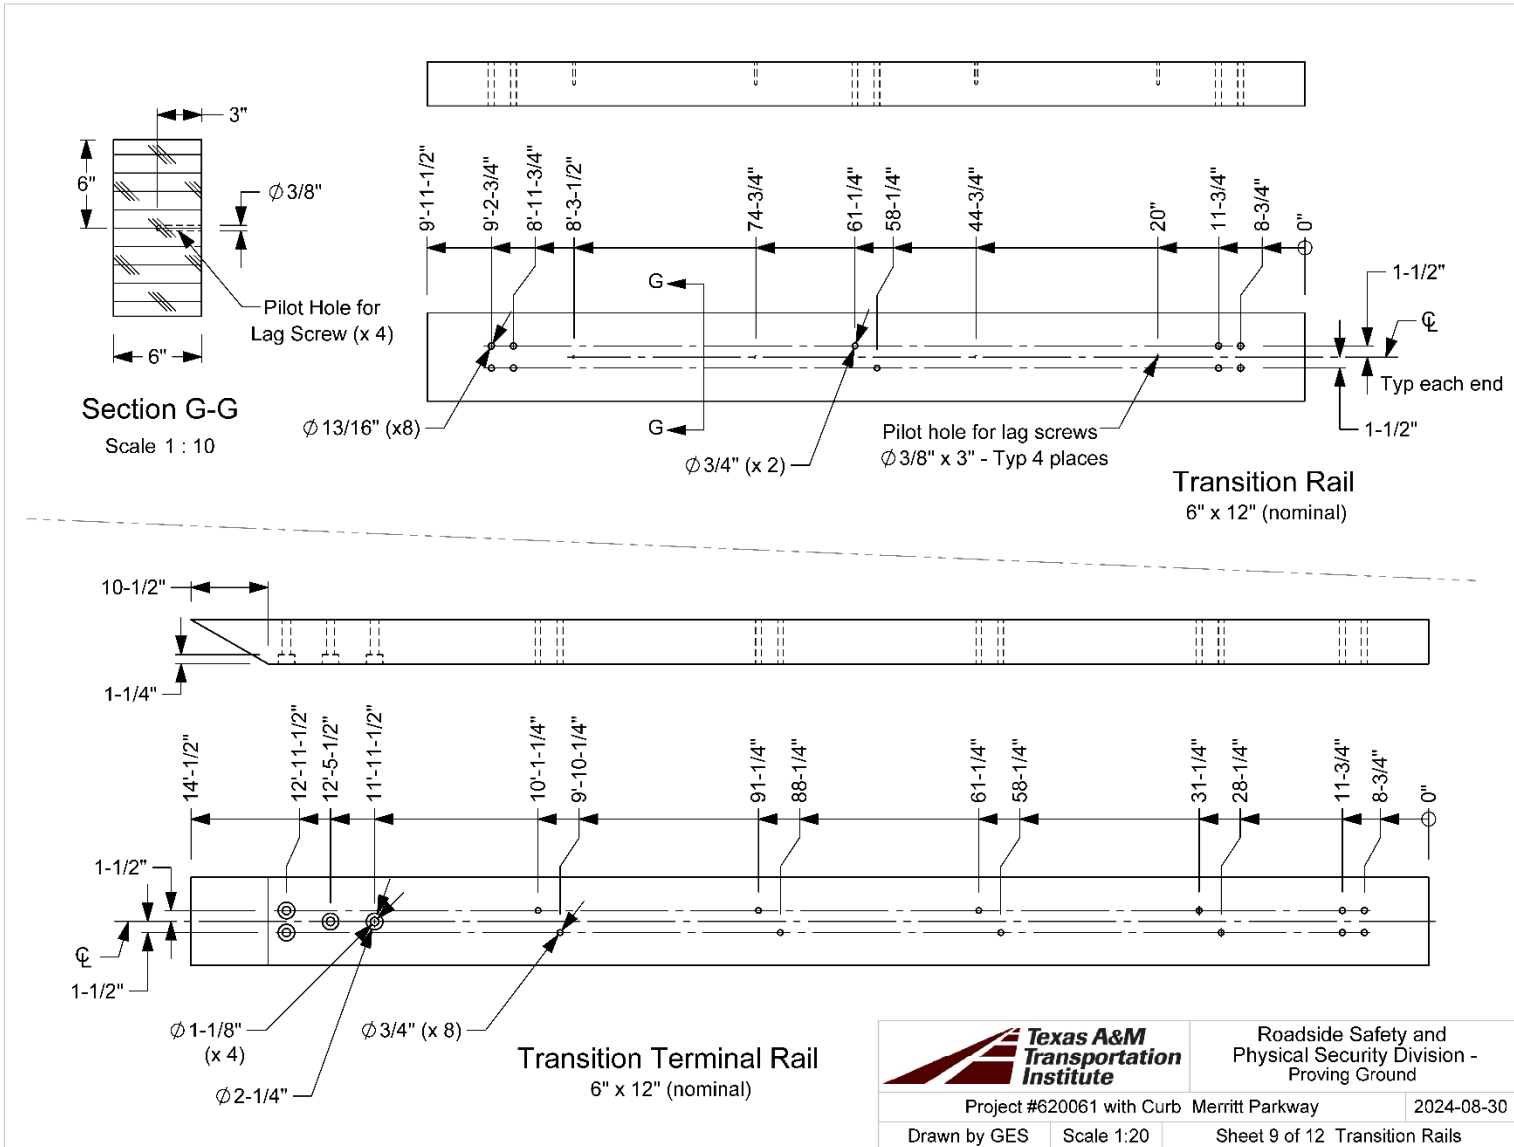 3"
6"
Ø 3/8"
Pilot Hole for
Lag Screw (x 4)
6"
Section G-G
Scale 1 : 10
9'-11-1/2"
9'-2-3/4"
8'-11-3/4"
8'-3-1/2"
74-3/4"
61-1/4"
58-1/4"
44-3/4"
20"
11-3/4"
8-3/4"
0"
G
G
1-1/2"
℄
Typ each end
1-1/2"
Ø 13/16" (x8)
Ø 3/4" (x 2)
Pilot hole for lag screws
Ø 3/8" x 3" - Typ 4 places
Transition Rail
6" x 12" (nominal)
10-1/2"
1-1/4"
14'-1/2"
12'-11-1/2"
12'-5-1/2"
11'-11-1/2"
10'-1-1/4"
9'-10-1/4"
91-1/4"
88-1/4"
61-1/4"
58-1/4"
31-1/4"
28-1/4"
11-3/4"
8-3/4"
0"
1-1/2"
℄
1-1/2"
Ø 1-1/8"
(x 4)
Ø 2-1/4"
Ø 3/4" (x 8)
Transition Terminal Rail
6" x 12" (nominal)
Texas A&M
Transportation
Institute
Roadside Safety and
Physical Security Division -
Proving Ground
Project #620061 with Curb Merritt Parkway
2024-08-30
Drawn by GES
Scale 1:20
Sheet 9 of 12 Transition Rails